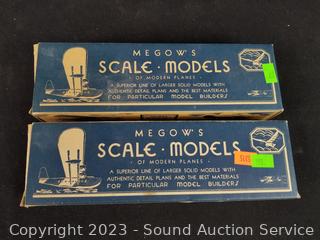 MEGOW'S
SCALE · MODELS
· OF MODERN PLANES ·
A SUPERIOR LINE OF LARGER SOLID MODELS WITH
AUTHENTIC DETAIL PLANS AND THE BEST MATERIALS
FOR PARTICULAR MODEL BUILDERS
MEGOW'S
SCALE · MODELS
OF MODERN PLANES ·
A SUPERIOR LINE OF LARGER SOLID MODELS WITH
AUTHENTIC DETAIL PLANS AND THE BEST MATERIALS
FOR PARTICULAR MODEL BUILDERS
Copyright 2023 - Sound Auction Service